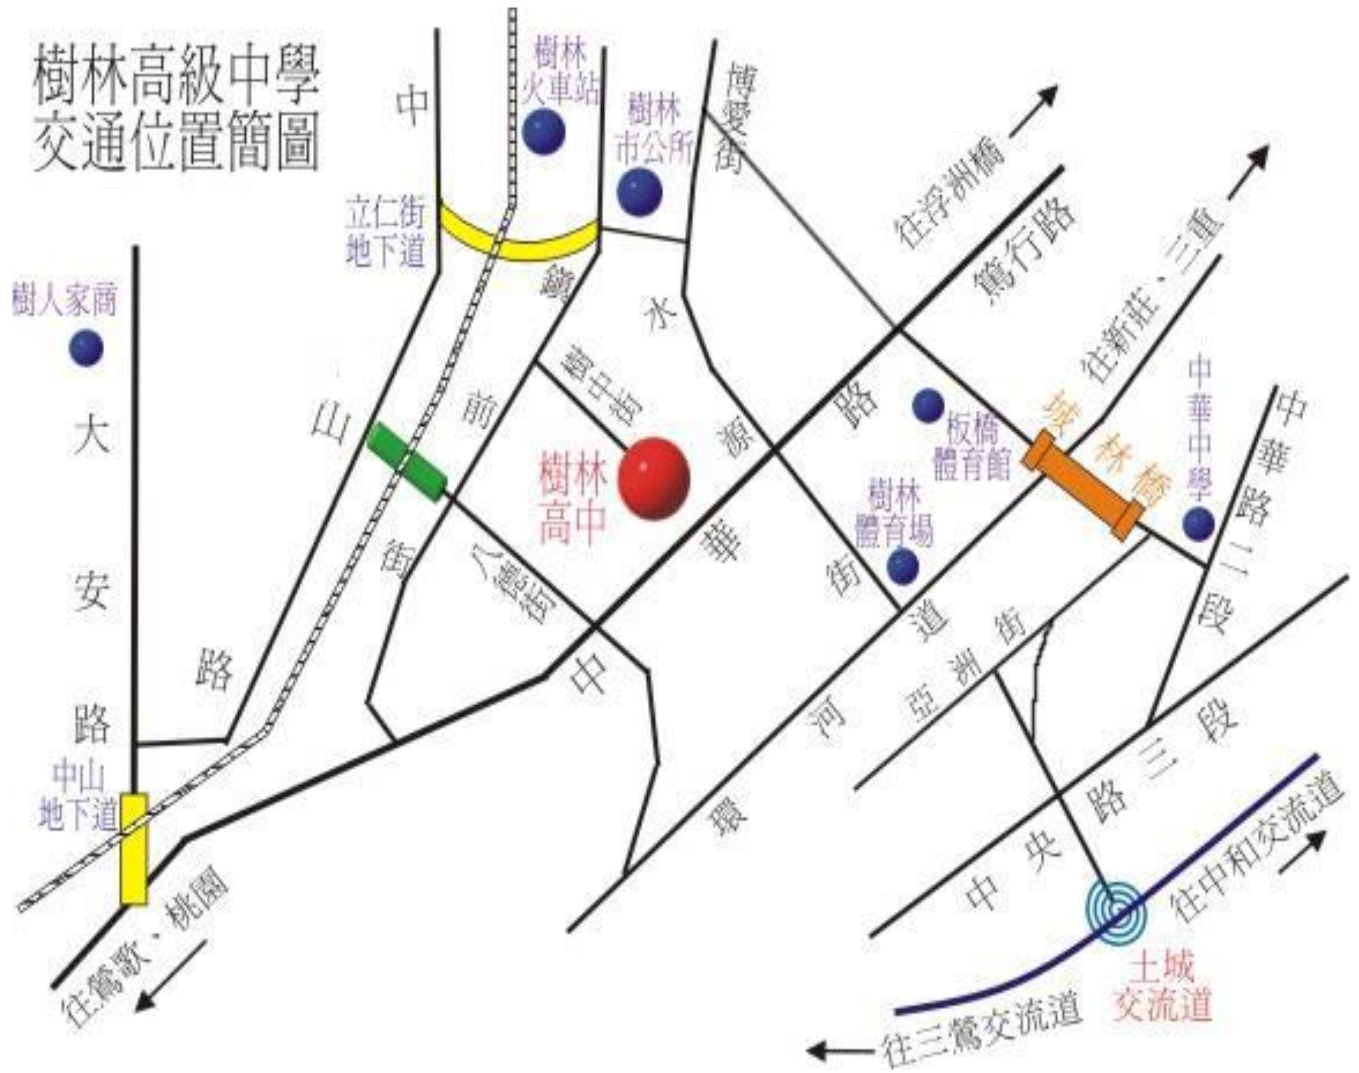 樹林高級中學
交通位置簡圖
樹林
火車站
樹林
市公所
博愛街
立仁街
地下道
樹人家商
往浮洲橋
篤行路
往新莊、三重
中山路
鎮前街
水源街
樹中街
樹林
高中
八德街
中華路
板橋
體育館
樹林
體育場
城林橋
中華中學
中華路二段
大安路
環河道
亞洲街
中央路三段
中山
地下道
往鶯歌、桃園
往中和交流道
土城
交流道
往三鶯交流道